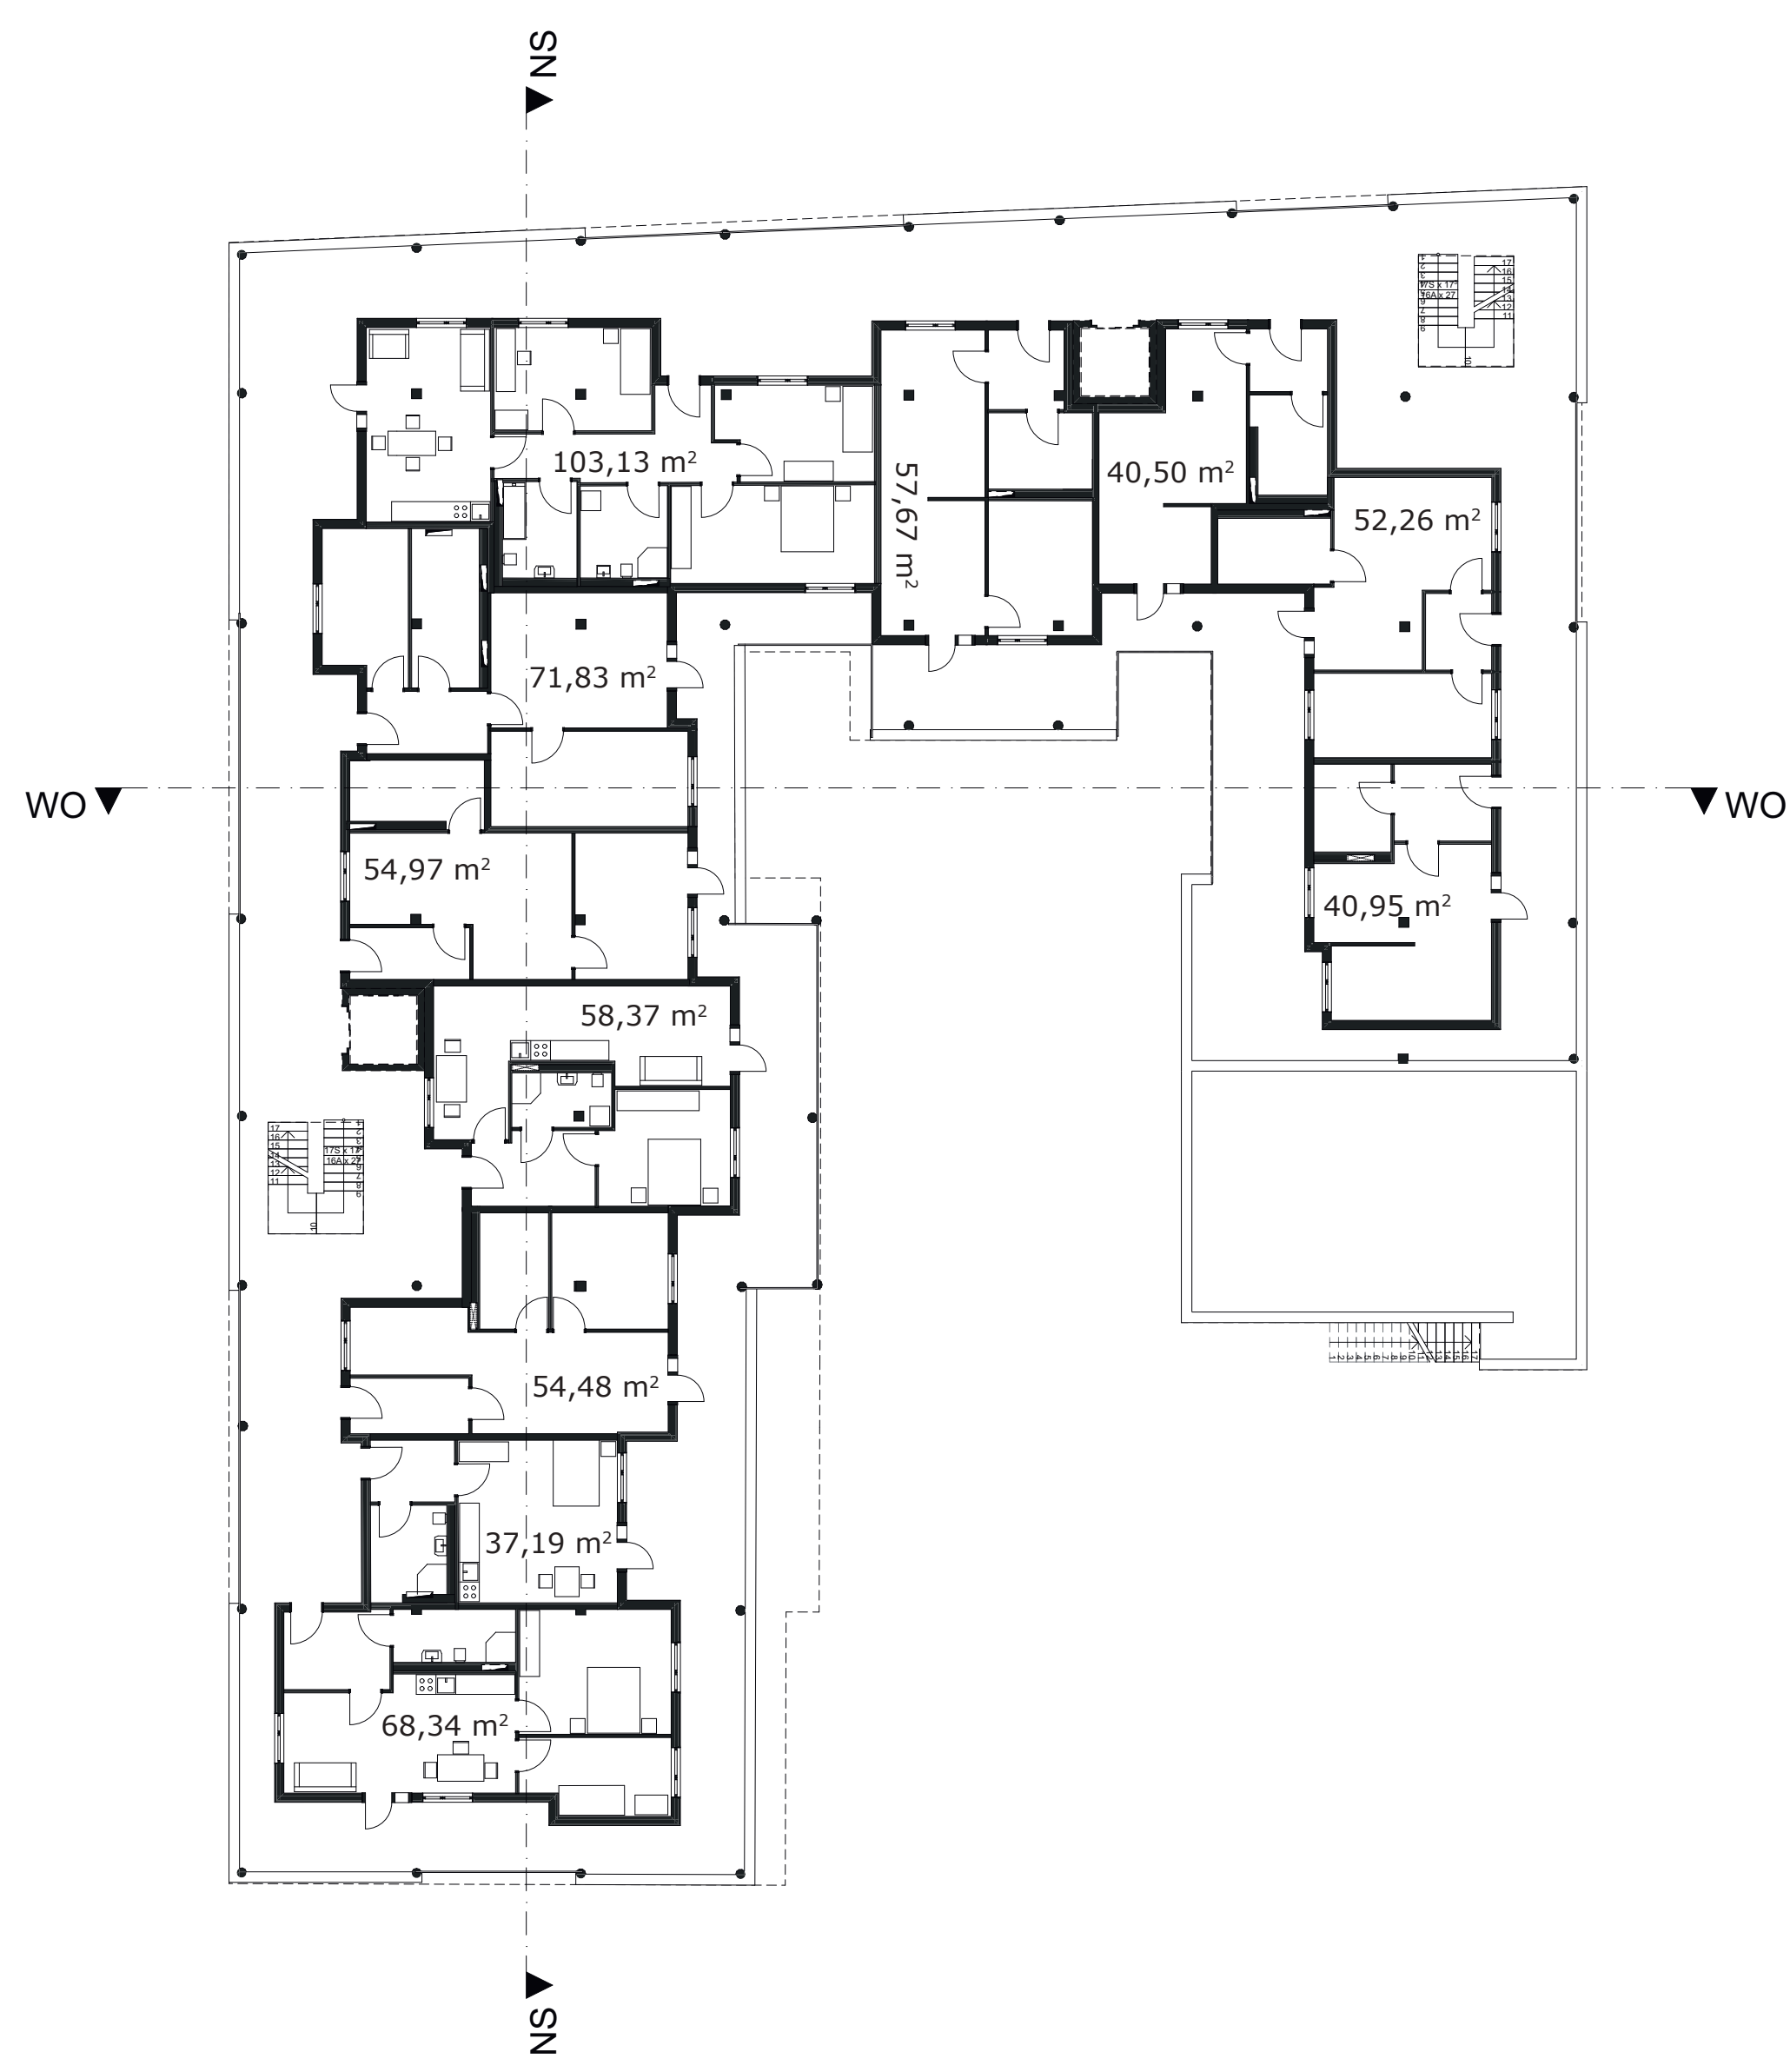 NS
103,13 m²
57,67 m²
40,50 m²
52,26 m²
71,83 m²
WO
WO
54,97 m²
40,95 m²
58,37 m²
54,48 m²
37,19 m²
68,34 m²
NS